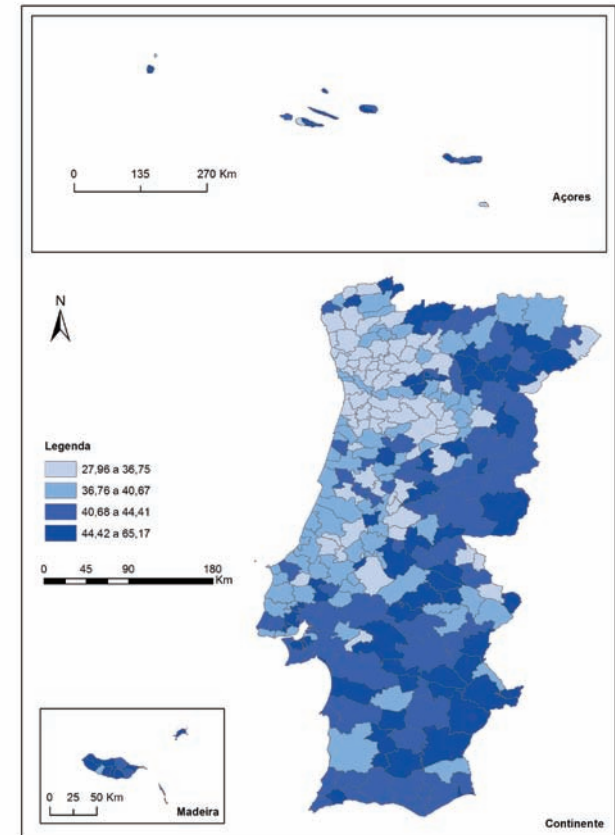 0 135 270 Km
Açores
N
Legenda
27,96 a 36,75
36,76 a 40,67
40,68 a 44,41
44,42 a 65,17
0 45 90 180
Km
0 25 50 Km
Madeira
Continente